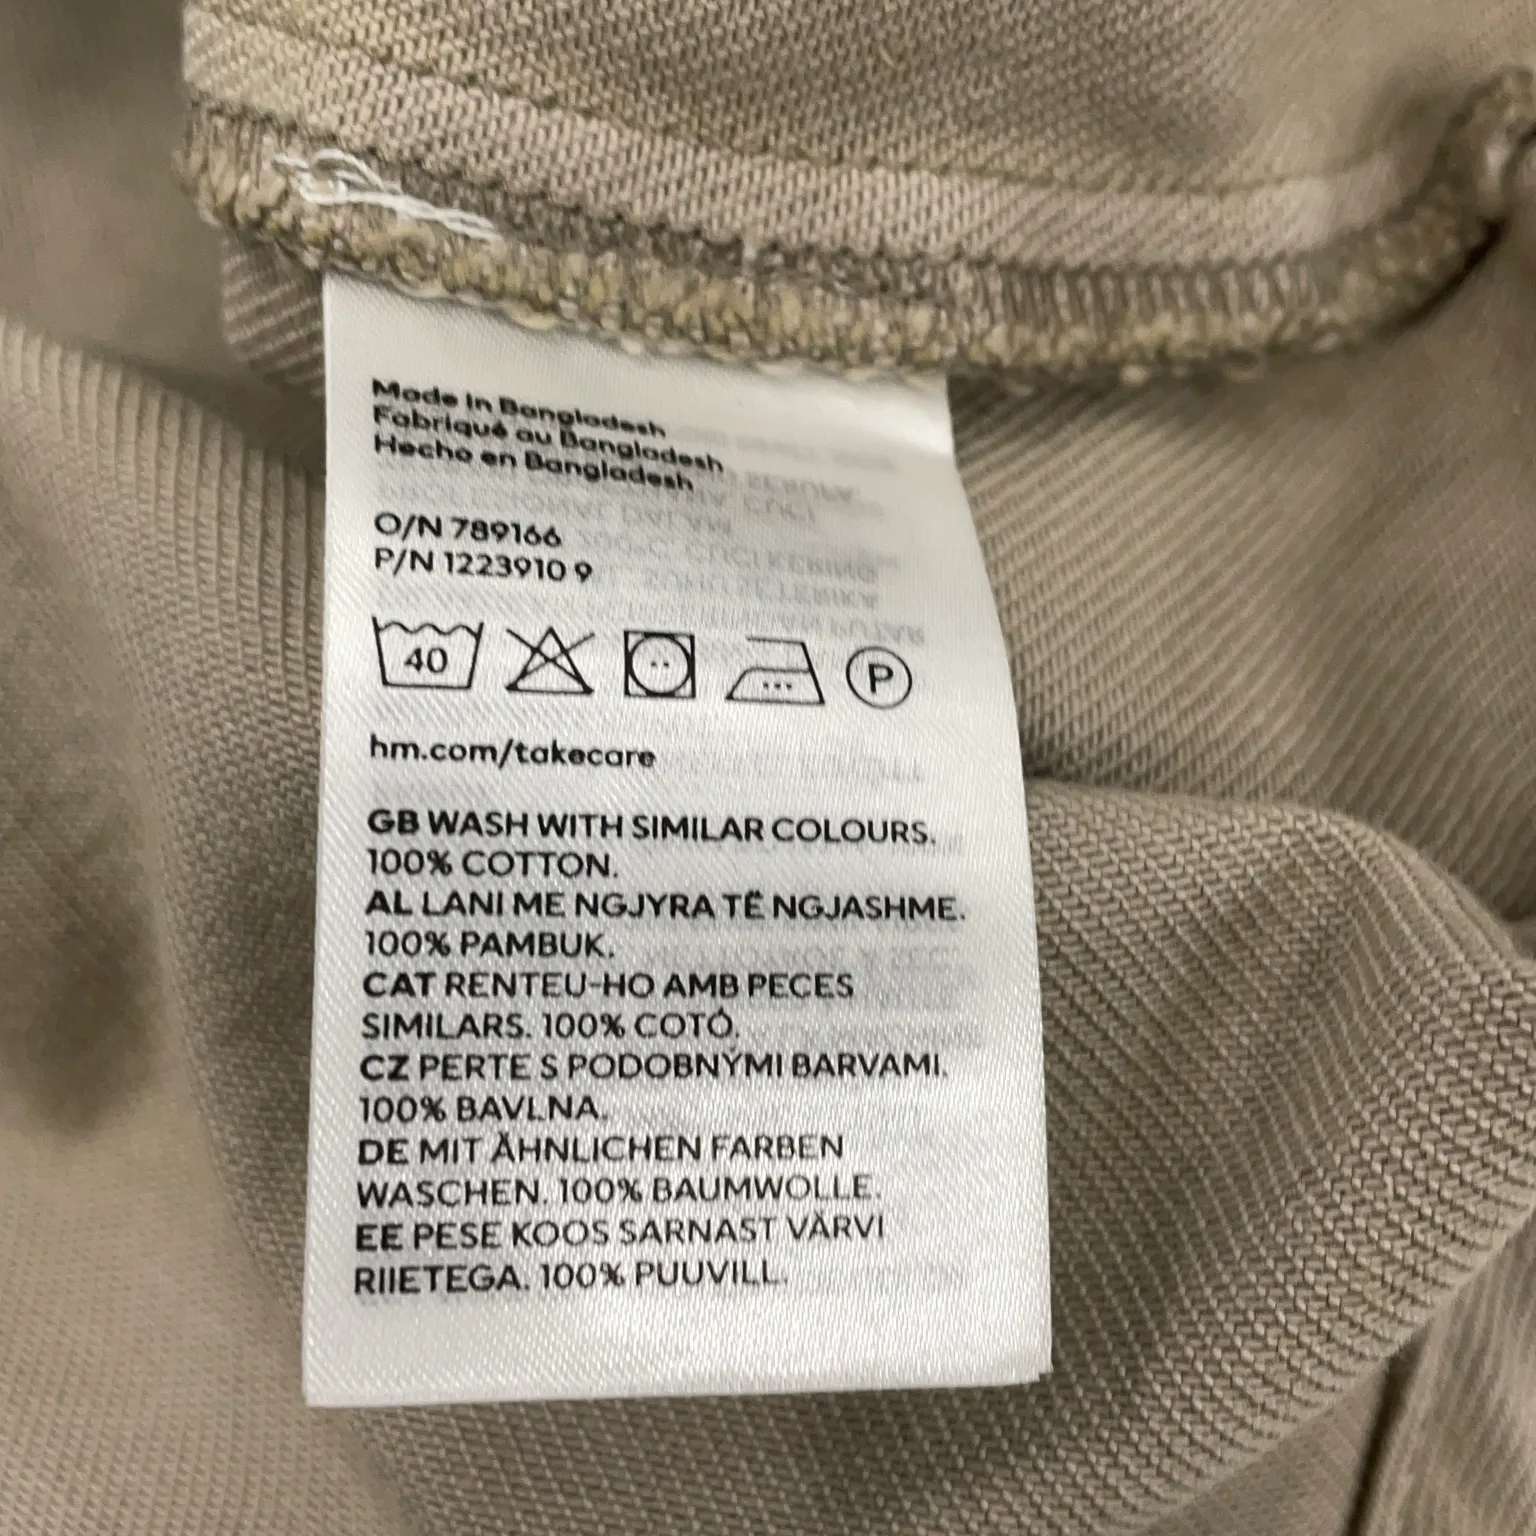 Made in Bangladesh
Fabriqué au Bangladesh
Hecho en Bangladesh
O/N 789166
P/N 1223910 9
40 P
hm.com/takecare
GB WASH WITH SIMILAR COLOURS.
100% COTTON.
AL LANI ME NGJYRA TË NGJASHME.
100% PAMBUK.
CAT RENTEU-HO AMB PECES
SIMILARS. 100% COTÓ.
CZ PERTE S PODOBNÝMI BARVAMI.
100% BAVLNA.
DE MIT ÄHNLICHEN FARBEN
WASCHEN. 100% BAUMWOLLE.
EE PESE KOOS SARNAST VÄRVI
RIIETEGA. 100% PUUVILL.